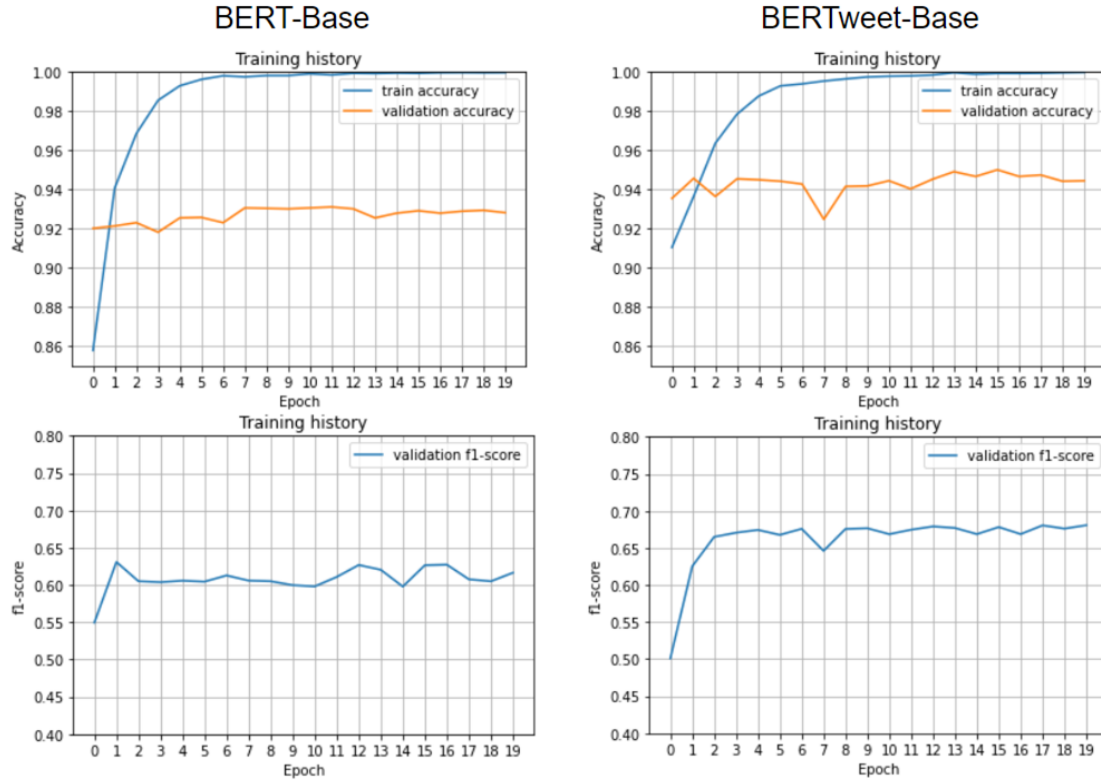 BERT-Base
BERTweet-Base
Training history
1.00
0.98
0.96
0.94
0.92
0.90
0.88
0.86
Accuracy
train accuracy
validation accuracy
0 1 2 3 4 5 6 7 8 9 10 11 12 13 14 15 16 17 18 19
Epoch
Training history
1.00
0.98
0.96
0.94
0.92
0.90
0.88
0.86
Accuracy
train accuracy
validation accuracy
0 1 2 3 4 5 6 7 8 9 10 11 12 13 14 15 16 17 18 19
Epoch
Training history
0.80
0.75
0.70
0.65
0.60
0.55
0.50
0.45
0.40
f1-score
validation f1-score
0 1 2 3 4 5 6 7 8 9 10 11 12 13 14 15 16 17 18 19
Epoch
Training history
0.80
0.75
0.70
0.65
0.60
0.55
0.50
0.45
0.40
f1-score
validation f1-score
0 1 2 3 4 5 6 7 8 9 10 11 12 13 14 15 16 17 18 19
Epoch